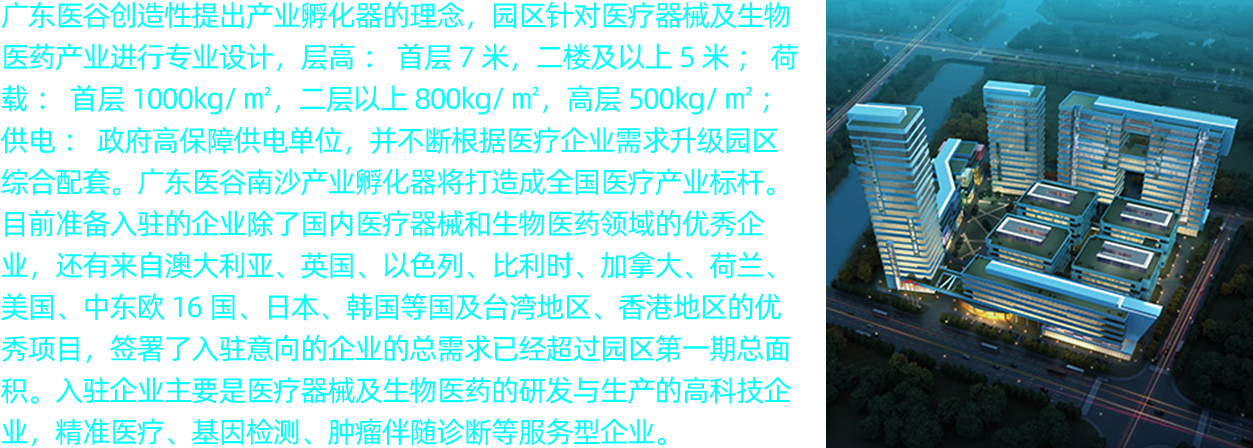 广东医谷创造性提出产业孵化器的理念，园区针对医疗器械及生物
医药产业进行专业设计，层高： 首层 7 米，二楼及以上 5 米； 荷
载： 首层 1000kg/ ㎡，二层以上 800kg/ ㎡，高层 500kg/ ㎡；
供电： 政府高保障供电单位，并不断根据医疗企业需求升级园区
综合配套。广东医谷南沙产业孵化器将打造成全国医疗产业标杆。
目前准备入驻的企业除了国内医疗器械和生物医药领域的优秀企
业，还有来自澳大利亚、英国、以色列、比利时、加拿大、荷兰、
美国、中东欧 16 国、日本、韩国等国及台湾地区、香港地区的优
秀项目，签署了入驻意向的企业的总需求已经超过园区第一期总面
积。入驻企业主要是医疗器械及生物医药的研发与生产的高科技企
业，精准医疗、基因检测、肿瘤伴随诊断等服务型企业。